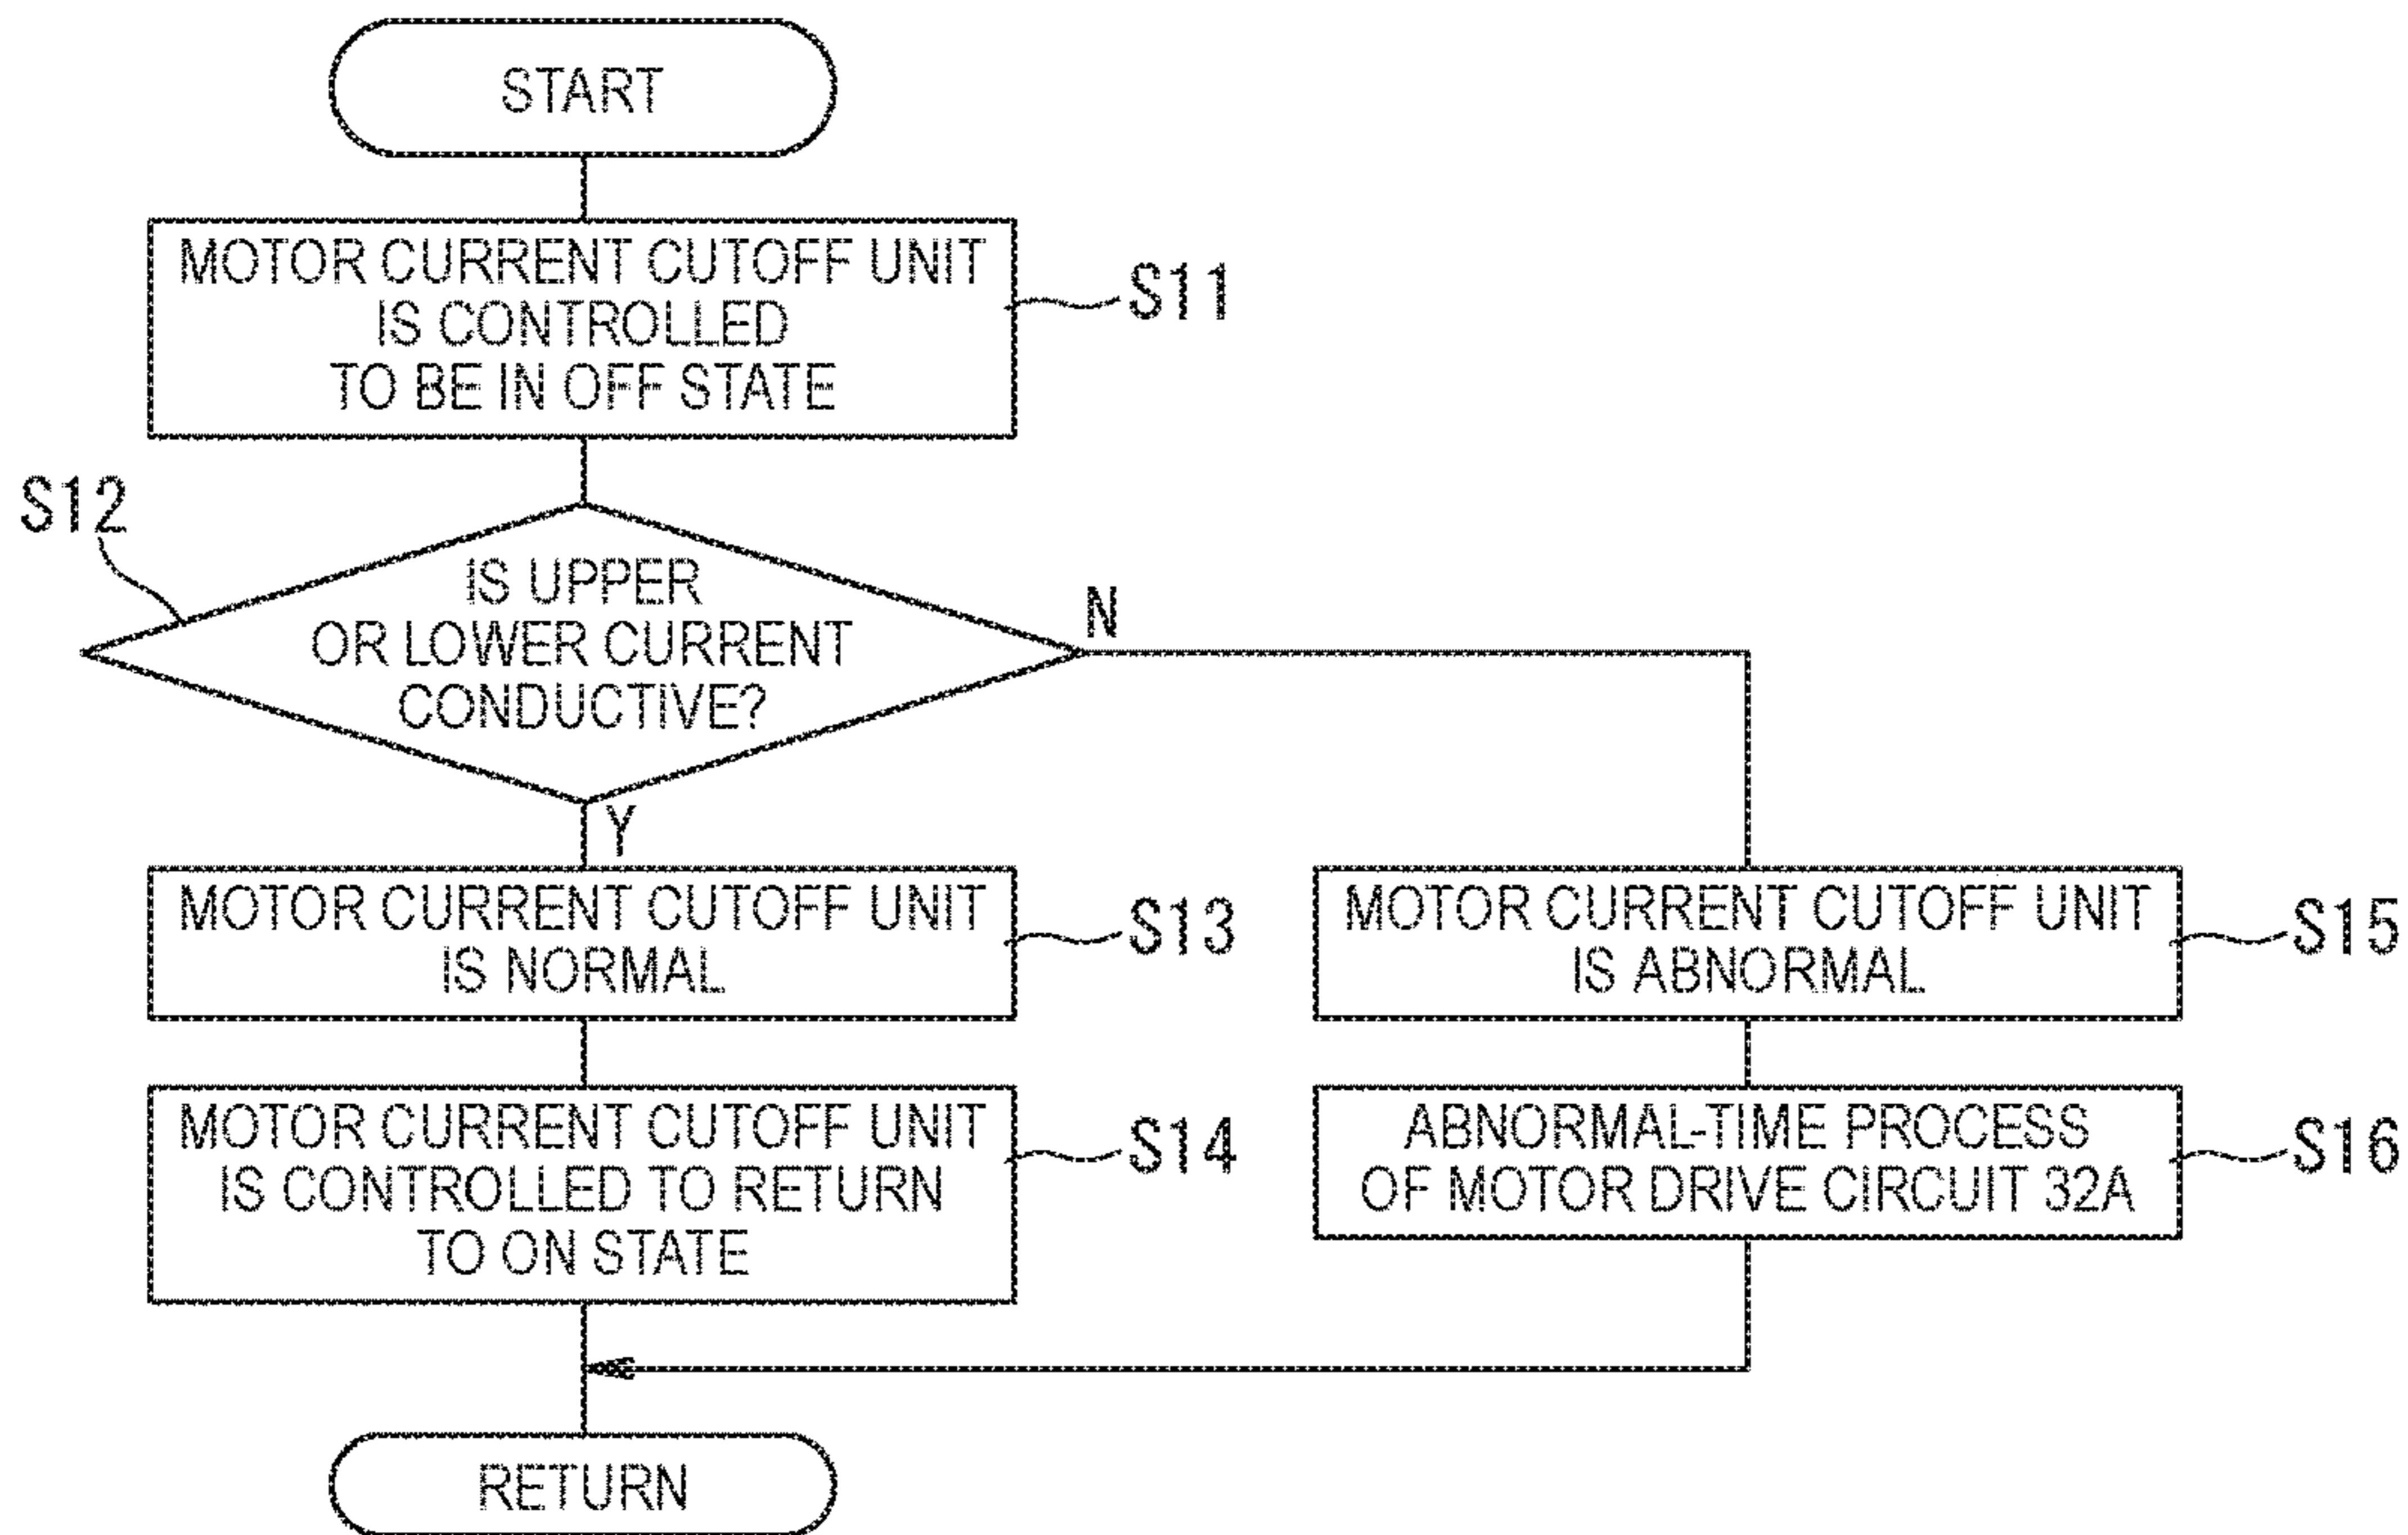 START
MOTOR CURRENT CUTOFF UNIT
IS CONTROLLED
TO BE IN OFF STATE
S11
S12
IS UPPER
OR LOWER CURRENT
CONDUCTIVE?
N
Y
MOTOR CURRENT CUTOFF UNIT
IS NORMAL
S13
MOTOR CURRENT CUTOFF UNIT
IS ABNORMAL
S15
MOTOR CURRENT CUTOFF UNIT
IS CONTROLLED TO RETURN
TO ON STATE
S14
ABNORMAL-TIME PROCESS
OF MOTOR DRIVE CIRCUIT 32A
S16
RETURN